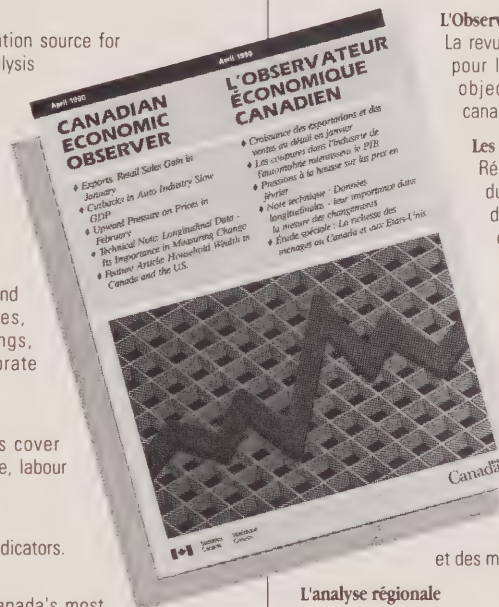 ation source for
lysis
nd
es,
ngs,
orate
s cover
e, labour
dicators.
anada's most
April 1990
CANADIAN
ECONOMIC
OBSERVER
♦ Exports, Retail Sales Gain in
January
♦ Cutbacks in Auto Industry Slow
GDP
♦ Upward Pressure on Prices in
February
♦ Technical Note: Longitudinal Data -
Its Importance in Measuring Change
♦ Feature Article: Household Wealth in
Canada and the U.S.
April 1990
L'OBSERVATEUR
ÉCONOMIQUE
CANADIEN
♦ Croissance des exportations et des
ventes au détail en janvier
♦ Les coupures dans l'industrie de
l'automobile ralentissent le PIB
♦ Pressions à la hausse sur les prix en
février
♦ Note technique - Données
longitudinales : leur importance dans
la mesure des changements
♦ Étude spéciale : La richesse des
ménages au Canada et aux États-Unis
Statistics Canada
Statistique Canada
Canada
L'Observ
La revu
pour l
objec
cana
Les
Ré
du
d
et des m
L'analyse régionale